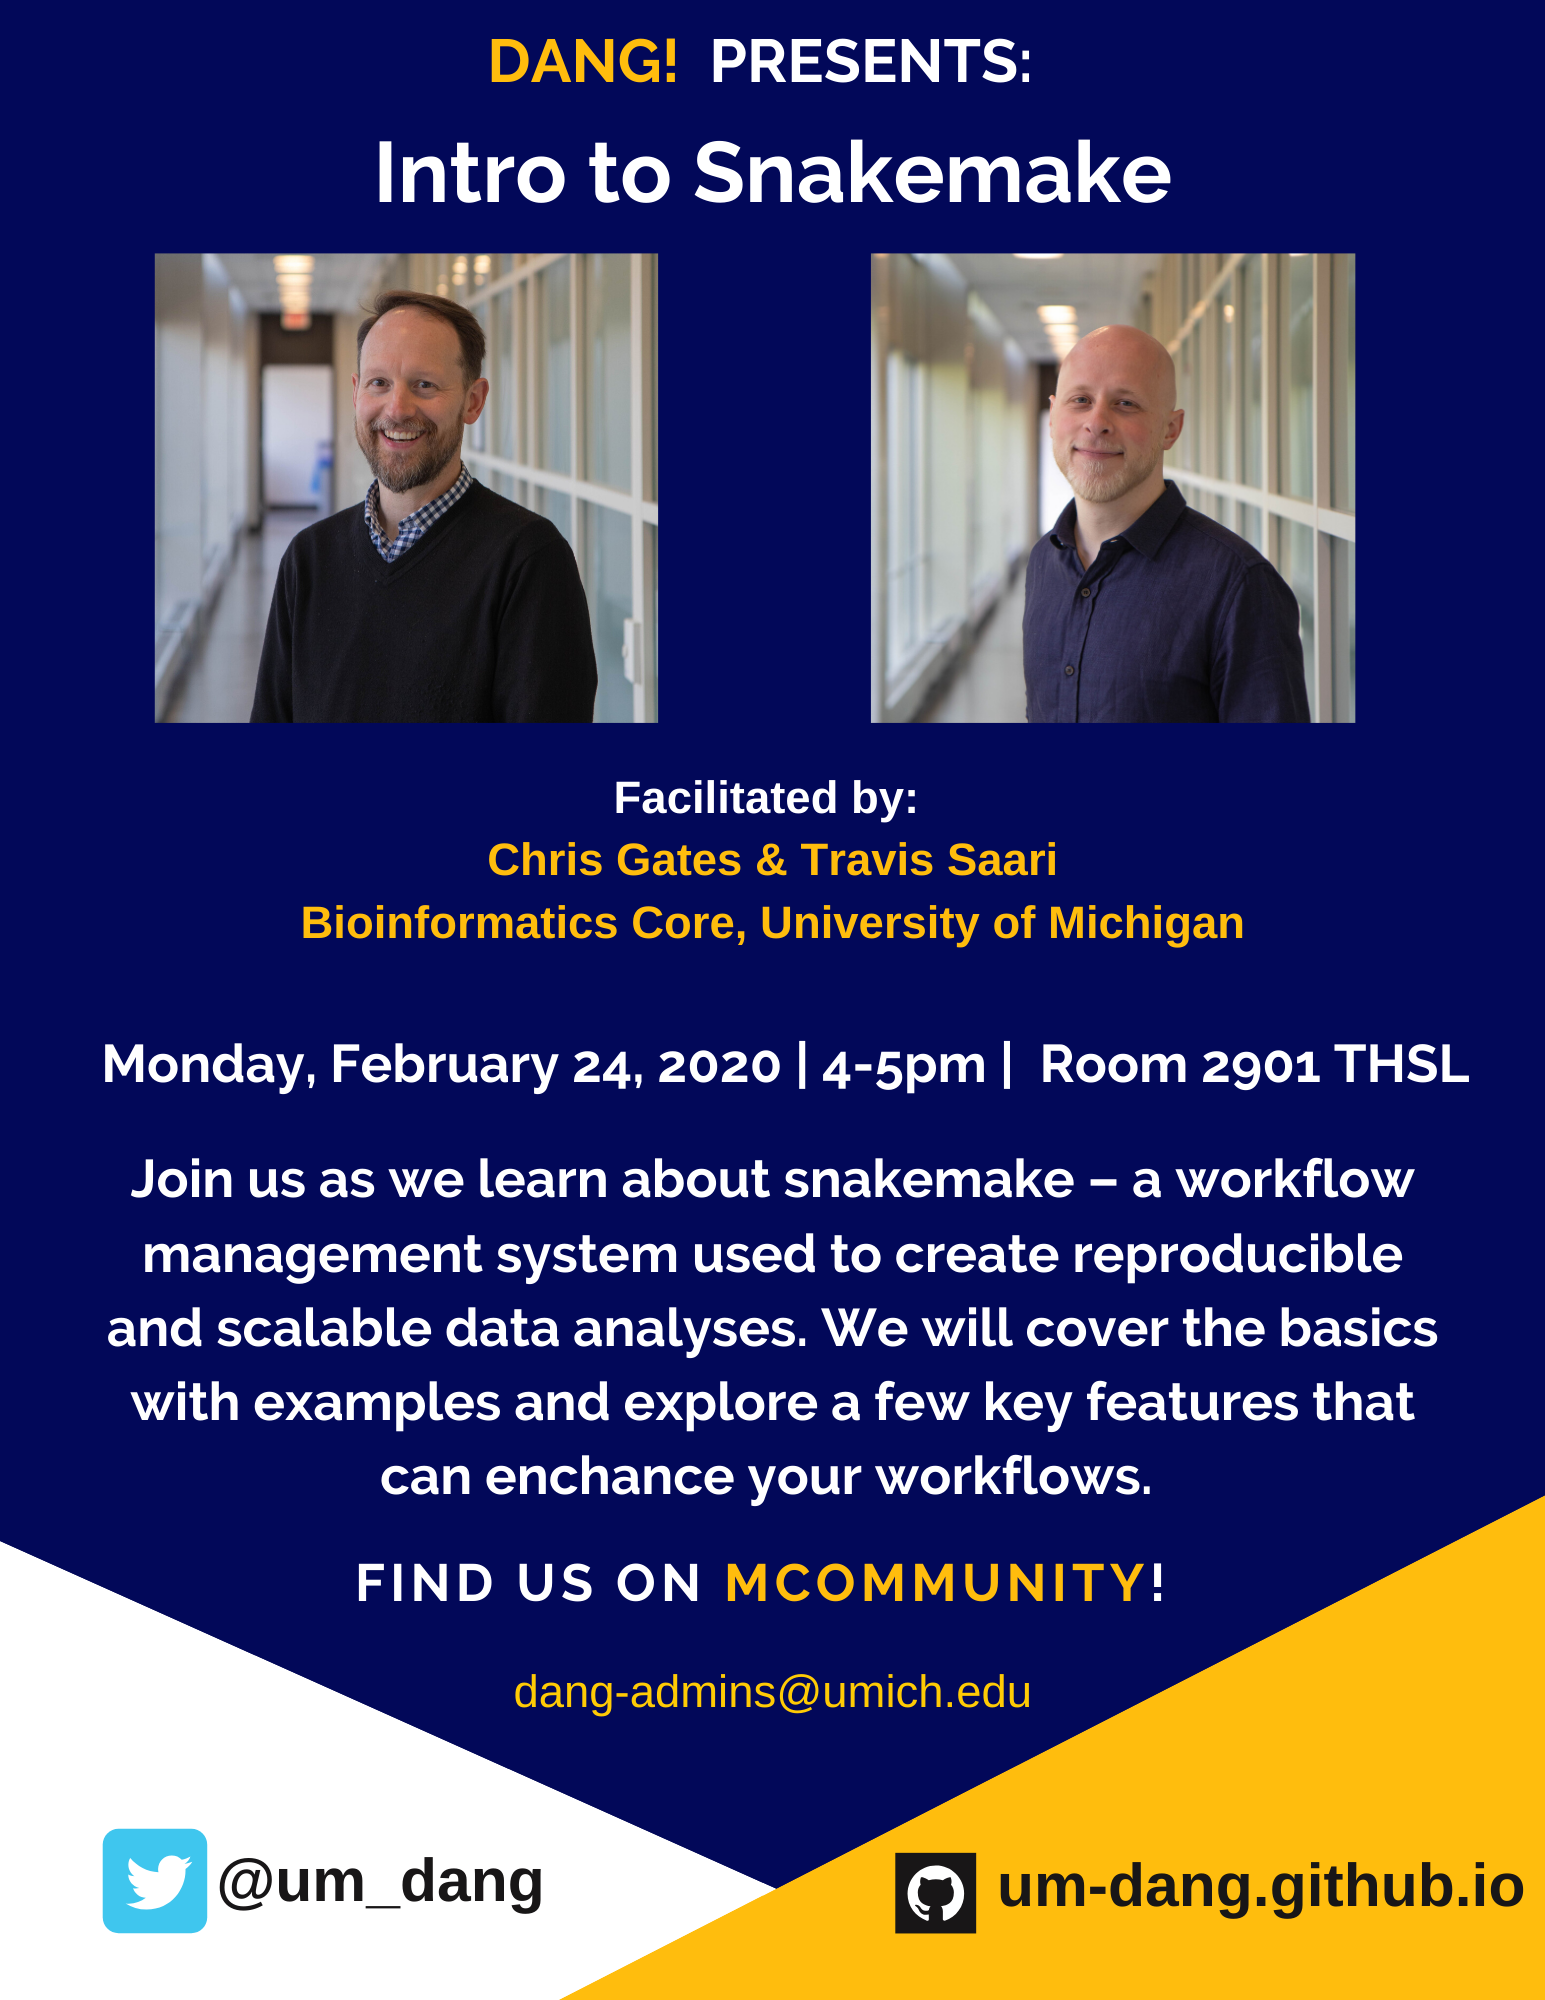 DANG! PRESENTS:
Intro to Snakemake
Facilitated by:
Chris Gates & Travis Saari
Bioinformatics Core, University of Michigan
Monday, February 24, 2020 | 4-5pm | Room 2901 THSL
Join us as we learn about snakemake – a workflow
management system used to create reproducible
and scalable data analyses. We will cover the basics
with examples and explore a few key features that
can enchance your workflows.
FIND US ON MCOMMUNITY!
dang-admins@umich.edu
@um_dang
um-dang.github.io